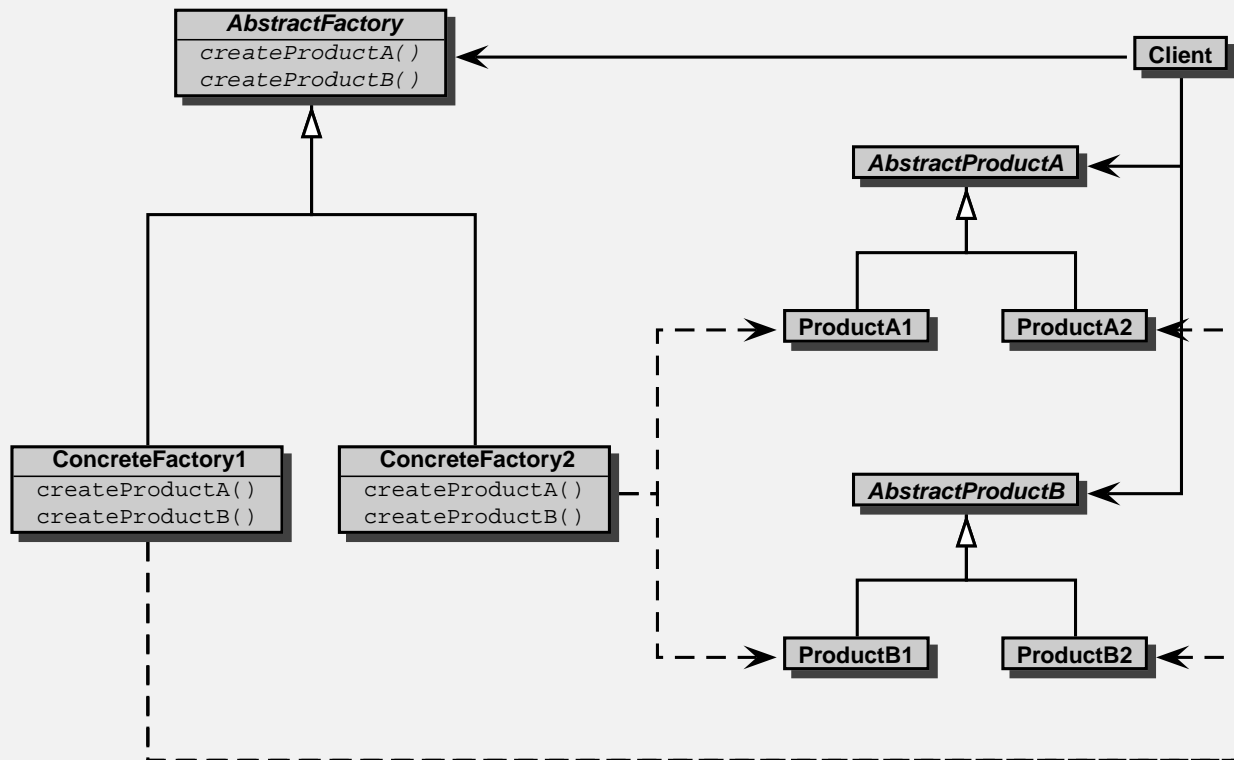 AbstractFactory
createProductA()
createProductB()
Client
AbstractProductA
ProductA1
ProductA2
ConcreteFactory1
createProductA()
createProductB()
ConcreteFactory2
createProductA()
createProductB()
AbstractProductB
ProductB1
ProductB2